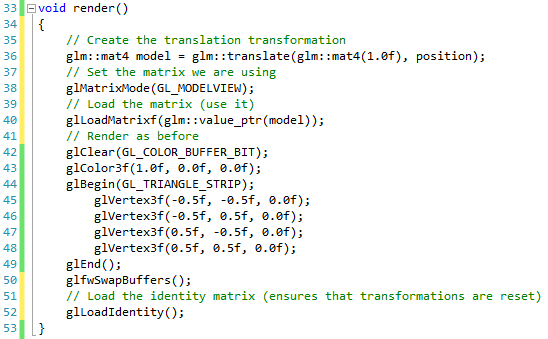 33 void render()
34 {
35 // Create the translation transformation
36 glm::mat4 model = glm::translate(glm::mat4(1.0f), position);
37 // Set the matrix we are using
38 glMatrixMode(GL_MODELVIEW);
39 // Load the matrix (use it)
40 glLoadMatrixf(glm::value_ptr(model));
41 // Render as before
42 glClear(GL_COLOR_BUFFER_BIT);
43 glColor3f(1.0f, 0.0f, 0.0f);
44 glBegin(GL_TRIANGLE_STRIP);
45 glVertex3f(-0.5f, -0.5f, 0.0f);
46 glVertex3f(-0.5f, 0.5f, 0.0f);
47 glVertex3f(0.5f, -0.5f, 0.0f);
48 glVertex3f(0.5f, 0.5f, 0.0f);
49 glEnd();
50 glfwSwapBuffers();
51 // Load the identity matrix (ensures that transformations are reset)
52 glLoadIdentity();
53 }